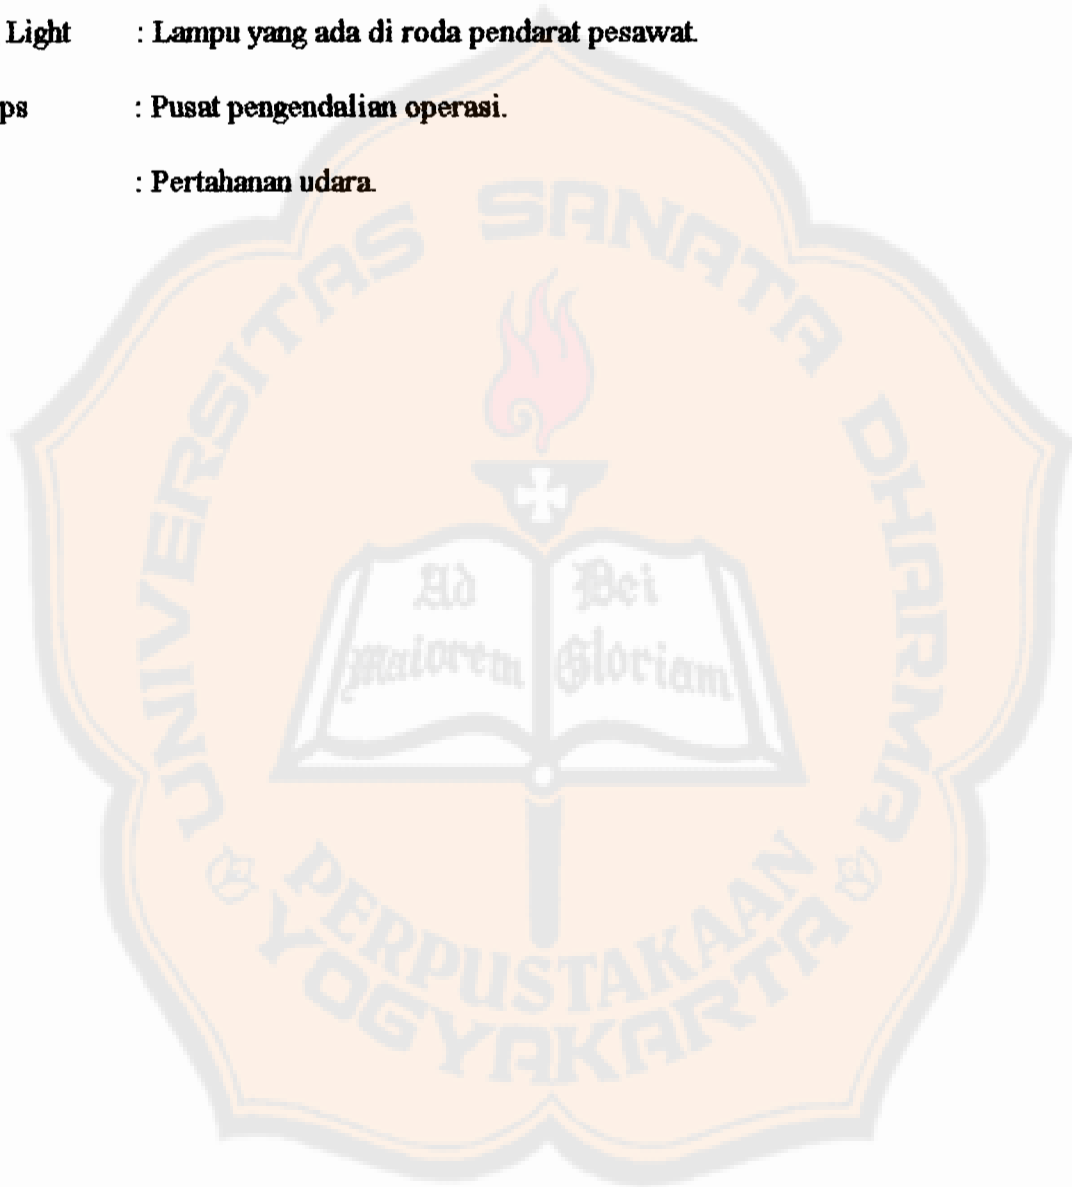 Light : Lampu yang ada di roda pendarat pesawat.
ps : Pusat pengendalian operasi.
: Pertahanan udara.
UNIVERSITAS SANATA DHARMA
Ad Dei
maiorem Gloriam
PERPUSTAKAAN
YOGYAKARTA